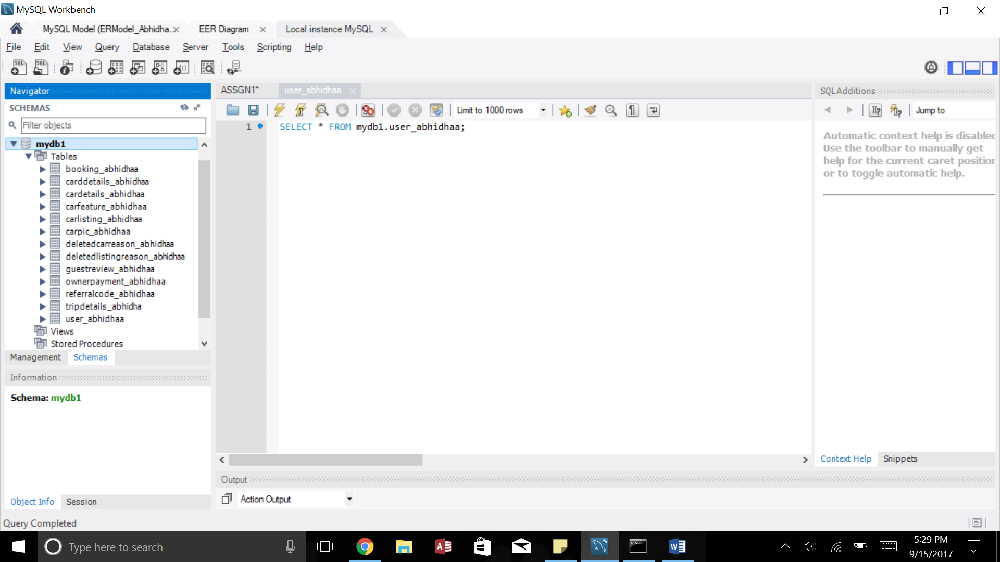 MySQL Workbench
MySQL Model (ERModel_Abhidha.. EER Diagram Local instance MySQL
File Edit View Query Database Server Tools Scripting Help
Navigator
SCHEMAS
Filter objects
mydb1
Tables
booking_abhidhaa
carddetails_abhidhaa
cardetails_abhidhaa
carfeature_abhidhaa
carlisting_abhidhaa
carpic_abhidhaa
deletedcarreason_abhidhaa
deletedlistingreason_abhidhaa
guestreview_abhidhaa
ownerpayment_abhidhaa
referralcode_abhidhaa
tripdetails_abhidha
user_abhidhaa
Views
Stored Procedures
Management Schemas
Information
Schema: mydb1
Object Info Session
Query Completed
ASSGN1* user_abhidhaa
Limit to 1000 rows
1 SELECT * FROM mydb1.user_abhidhaa;
Output
Action Output
SQLAdditions
Jump to
Automatic context help is disabled
Use the toolbar to manually get
help for the current caret position
or to toggle automatic help.
Context Help Snippets
Type here to search
5:29 PM
9/15/2017